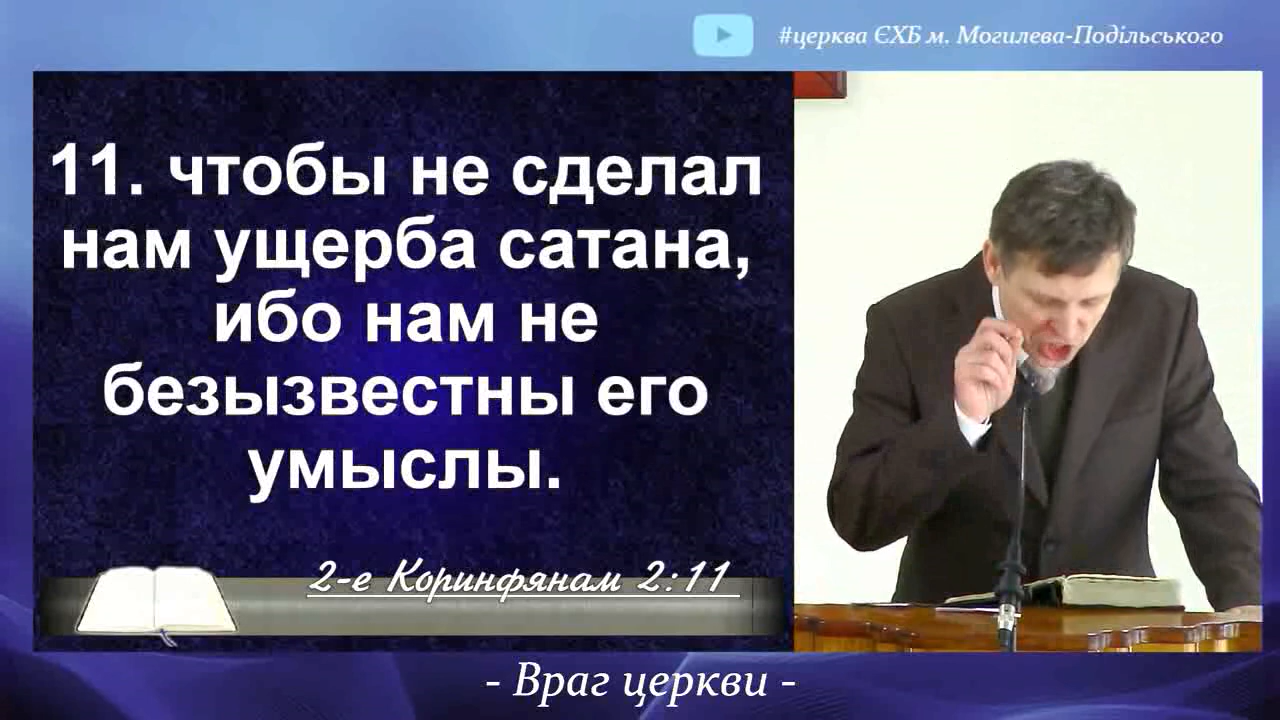 #церква ЄХБ м. Могилева-Подільського
11. чтобы не сделал
нам ущерба сатана,
ибо нам не
безызвестны его
умыслы.
2-е Коринфянам 2:11
- Враг церкви -